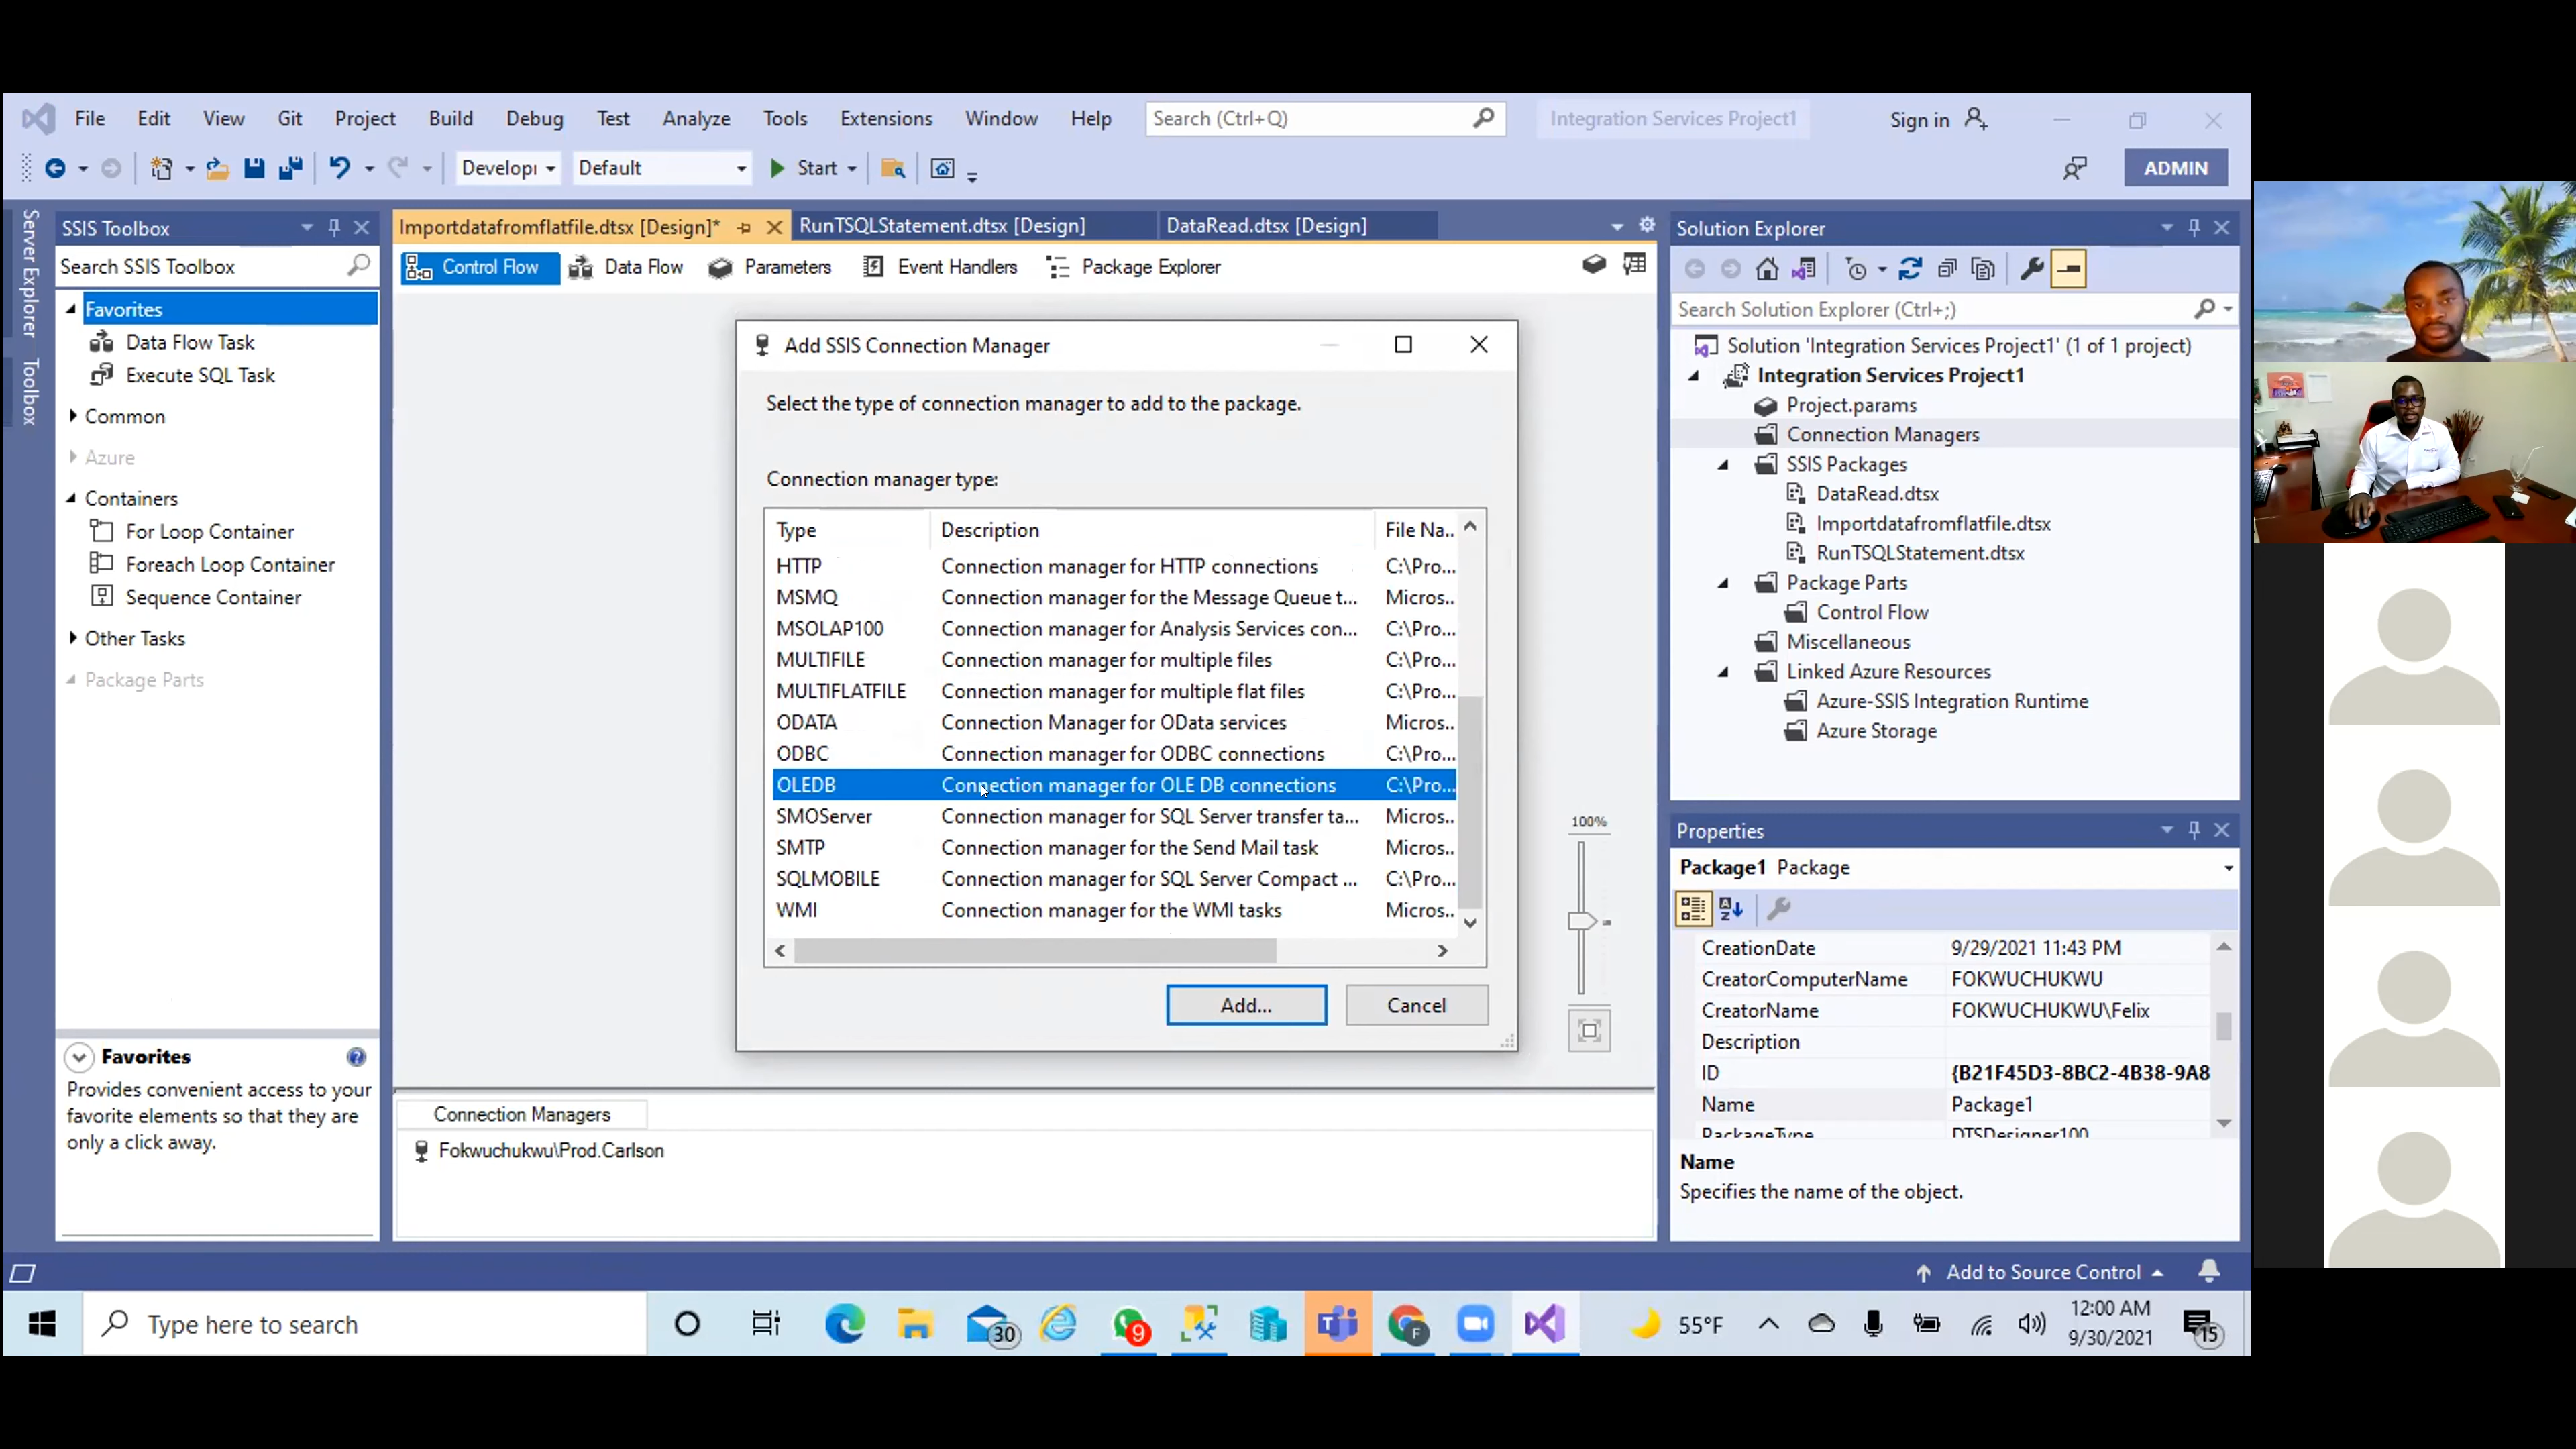 File Edit View Git Project Build Debug Test Analyze Tools Extensions Window Help Search (Ctrl+Q) Integration Services Project1 Sign in
Developı Default Start ADMIN
Server Explorer
Toolbox
SSIS Toolbox
Search SSIS Toolbox
Favorites
Data Flow Task
Execute SQL Task
Common
Azure
Containers
For Loop Container
Foreach Loop Container
Sequence Container
Other Tasks
Package Parts
Favorites
Provides convenient access to your
favorite elements so that they are
only a click away.
Importdatafromflatfile.dtsx [Design]* RunTSQLStatement.dtsx [Design] DataRead.dtsx [Design]
Control Flow Data Flow Parameters Event Handlers Package Explorer
Add SSIS Connection Manager
Select the type of connection manager to add to the package.
Connection manager type:
Type Description File Na..
HTTP Connection manager for HTTP connections C:\Pro...
MSMQ Connection manager for the Message Queue t... Micros..
MSOLAP100 Connection manager for Analysis Services con... C:\Pro...
MULTIFILE Connection manager for multiple files C:\Pro...
MULTIFLATFILE Connection manager for multiple flat files C:\Pro...
ODATA Connection Manager for OData services Micros..
ODBC Connection manager for ODBC connections C:\Pro...
OLEDB Connection manager for OLE DB connections C:\Pro...
SMOServer Connection manager for SQL Server transfer ta... Micros..
SMTP Connection manager for the Send Mail task Micros..
SQLMOBILE Connection manager for SQL Server Compact ... C:\Pro...
WMI Connection manager for the WMI tasks Micros..
Add... Cancel
100%
Connection Managers
Fokwuchukwu\Prod.Carlson
Solution Explorer
Search Solution Explorer (Ctrl+;)
Solution 'Integration Services Project1' (1 of 1 project)
Integration Services Project1
Project.params
Connection Managers
SSIS Packages
DataRead.dtsx
Importdatafromflatfile.dtsx
RunTSQLStatement.dtsx
Package Parts
Control Flow
Miscellaneous
Linked Azure Resources
Azure-SSIS Integration Runtime
Azure Storage
Properties
Package1 Package
CreationDate 9/29/2021 11:43 PM
CreatorComputerName FOKWUCHUKWU
CreatorName FOKWUCHUKWU\Felix
Description
ID {B21F45D3-8BC2-4B38-9A8
Name Package1
PackageType DTSDesigner100
Name
Specifies the name of the object.
Add to Source Control
Type here to search 30 9 F 55°F 12:00 AM
9/30/2021 15